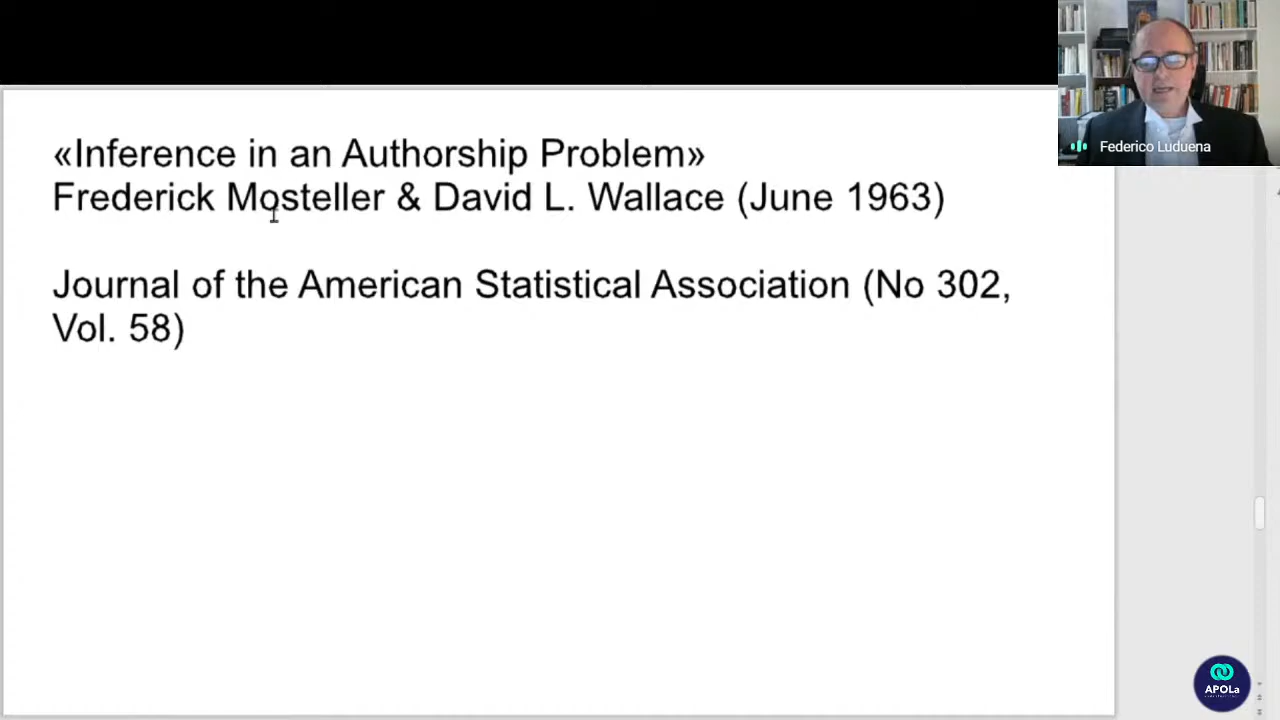 «Inference in an Authorship Problem»
Frederick Mosteller & David L. Wallace (June 1963)
Journal of the American Statistical Association (No 302,
Vol. 58)
Federico Luduena
APOLa